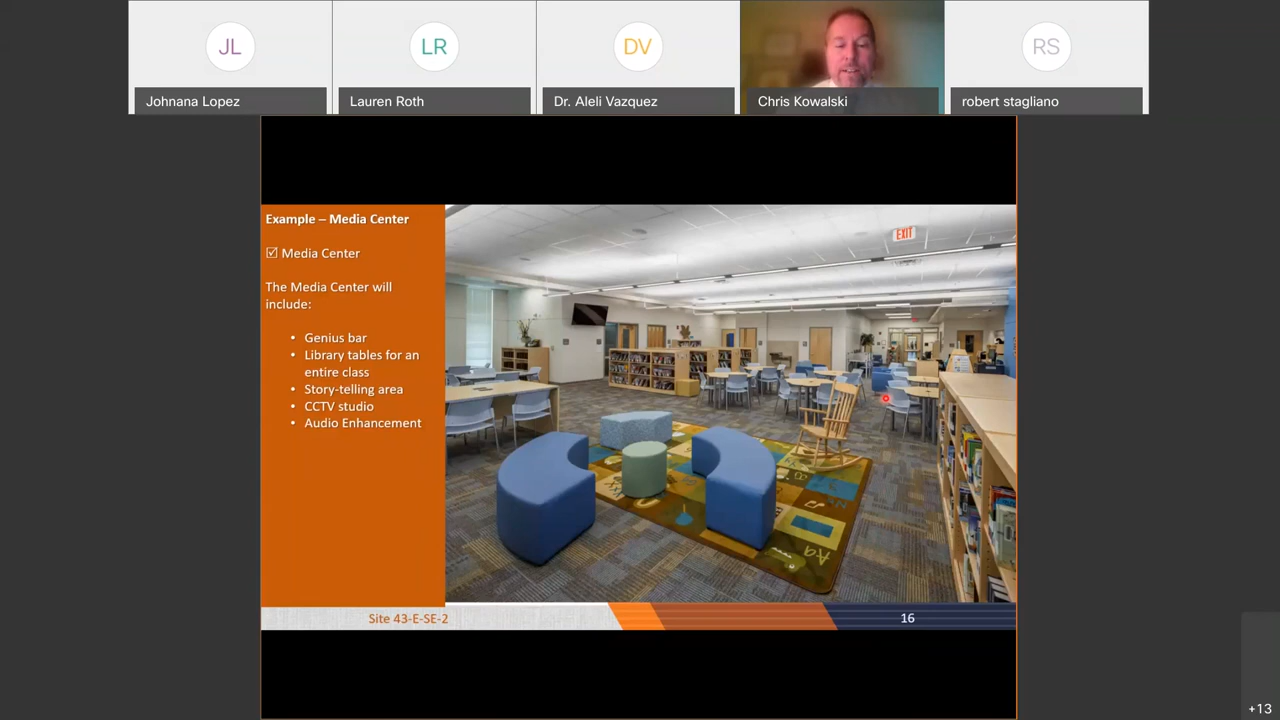 JL
LR
DV
RS
Johnana Lopez
Lauren Roth
Dr. Aleli Vazquez
Chris Kowalski
robert stagliano
Example – Media Center
☑ Media Center
The Media Center will
include:
• Genius bar
• Library tables for an
entire class
• Story-telling area
• CCTV studio
• Audio Enhancement
EXIT
Site 43-E-SE-2
16
+13